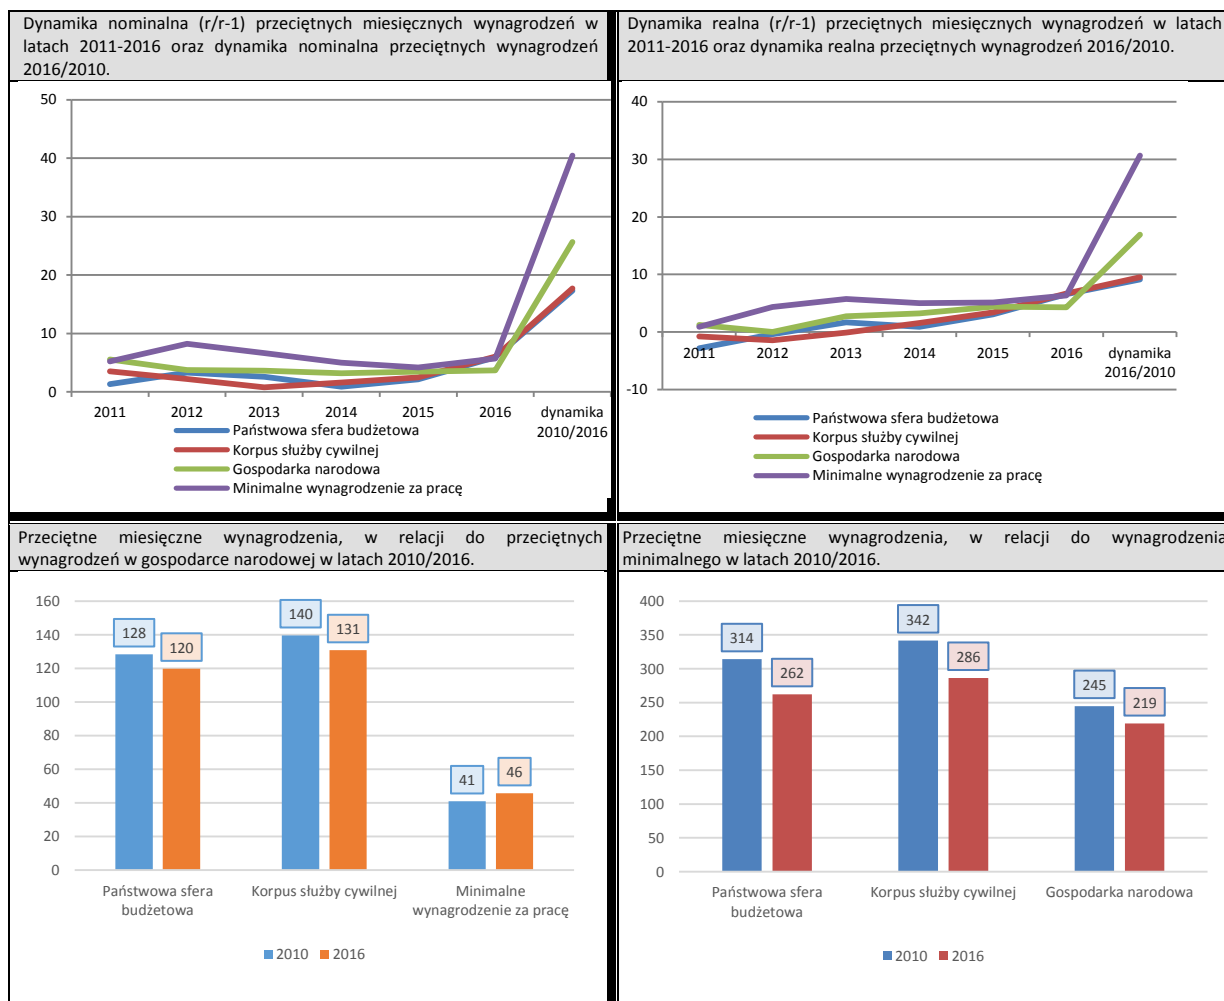 Dynamika nominalna (r/r-1) przeciętnych miesięcznych wynagrodzeń w
latach 2011-2016 oraz dynamika nominalna przeciętnych wynagrodzeń
2016/2010.
50
40
30
20
10
0
2011 2012 2013 2014 2015 2016 dynamika
2010/2016
Państwowa sfera budżetowa
Korpus służby cywilnej
Gospodarka narodowa
Minimalne wynagrodzenie za pracę
Dynamika realna (r/r-1) przeciętnych miesięcznych wynagrodzeń w latach
2011-2016 oraz dynamika realna przeciętnych wynagrodzeń 2016/2010.
40
30
20
10
0
-10
2011 2012 2013 2014 2015 2016 dynamika
2016/2010
Państwowa sfera budżetowa
Korpus służby cywilnej
Gospodarka narodowa
Minimalne wynagrodzenie za pracę
Przeciętne miesięczne wynagrodzenia, w relacji do przeciętnych
wynagrodzeń w gospodarce narodowej w latach 2010/2016.
160
140
120
100
80
60
40
20
0
128 120 140 131 41 46
Państwowa sfera Korpus służby cywilnej Minimalne
budżetowa wynagrodzenie za pracę
2010 2016
Przeciętne miesięczne wynagrodzenia, w relacji do wynagrodzenia
minimalnego w latach 2010/2016.
400
350
300
250
200
150
100
50
0
314 262 342 286 245 219
Państwowa sfera Korpus służby cywilnej Gospodarka narodowa
budżetowa
2010 2016